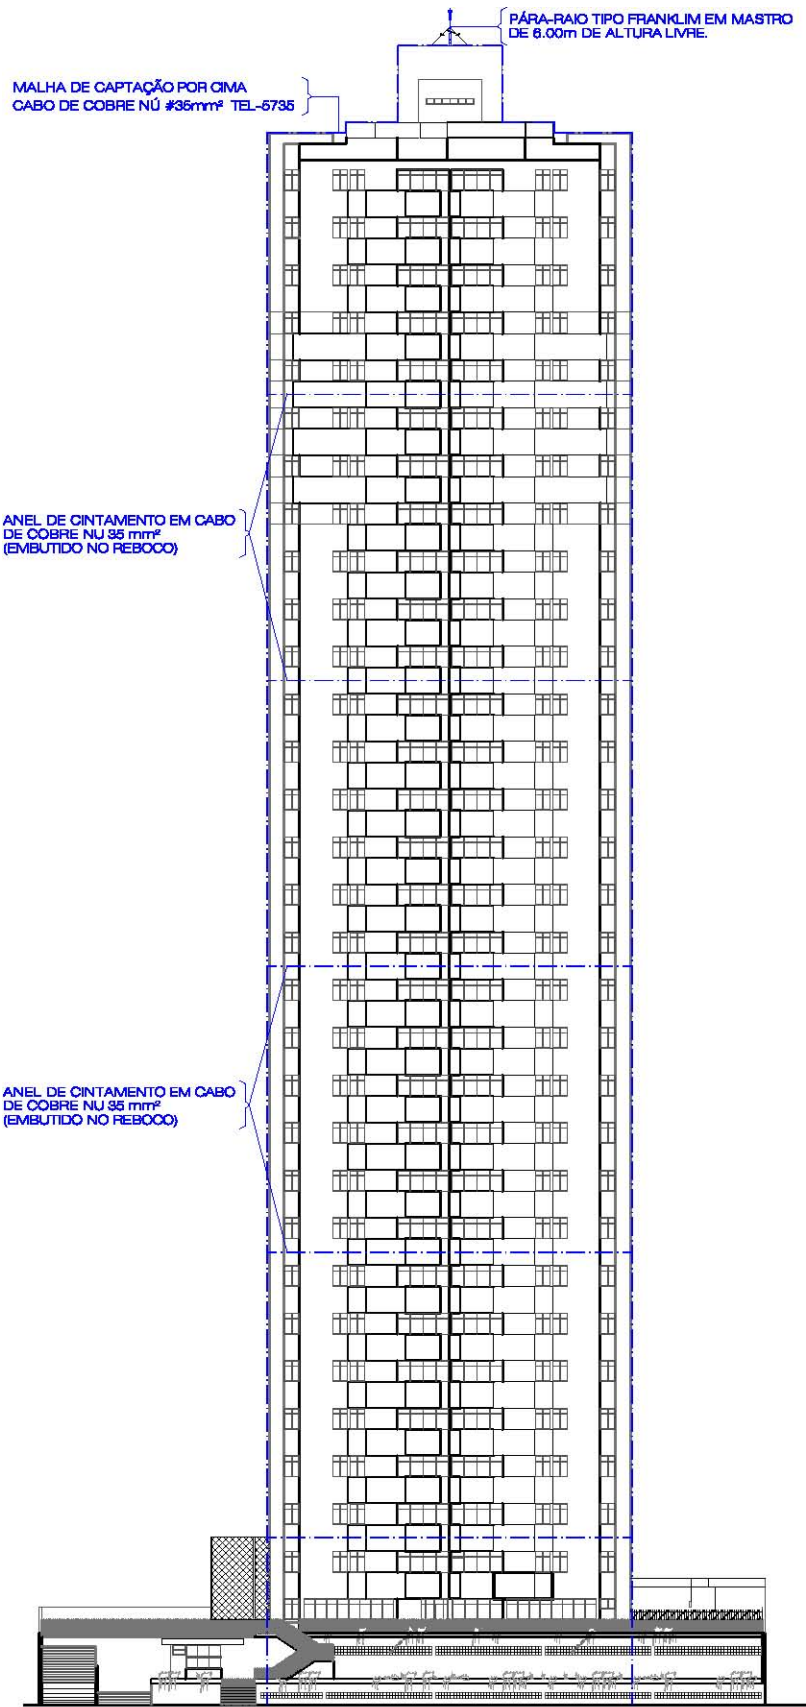 PÁRA-RAIO TIPO FRANKLIM EM MASTRO
DE 6.00m DE ALTURA LIVRE.
MALHA DE CAPTAÇÃO POR CIMA
CABO DE COBRE NÚ #35mm² TEL-5735
ANEL DE CINTAMENTO EM CABO
DE COBRE NU 35 mm²
(EMBUTIDO NO REBOCO)
ANEL DE CINTAMENTO EM CABO
DE COBRE NU 35 mm²
(EMBUTIDO NO REBOCO)